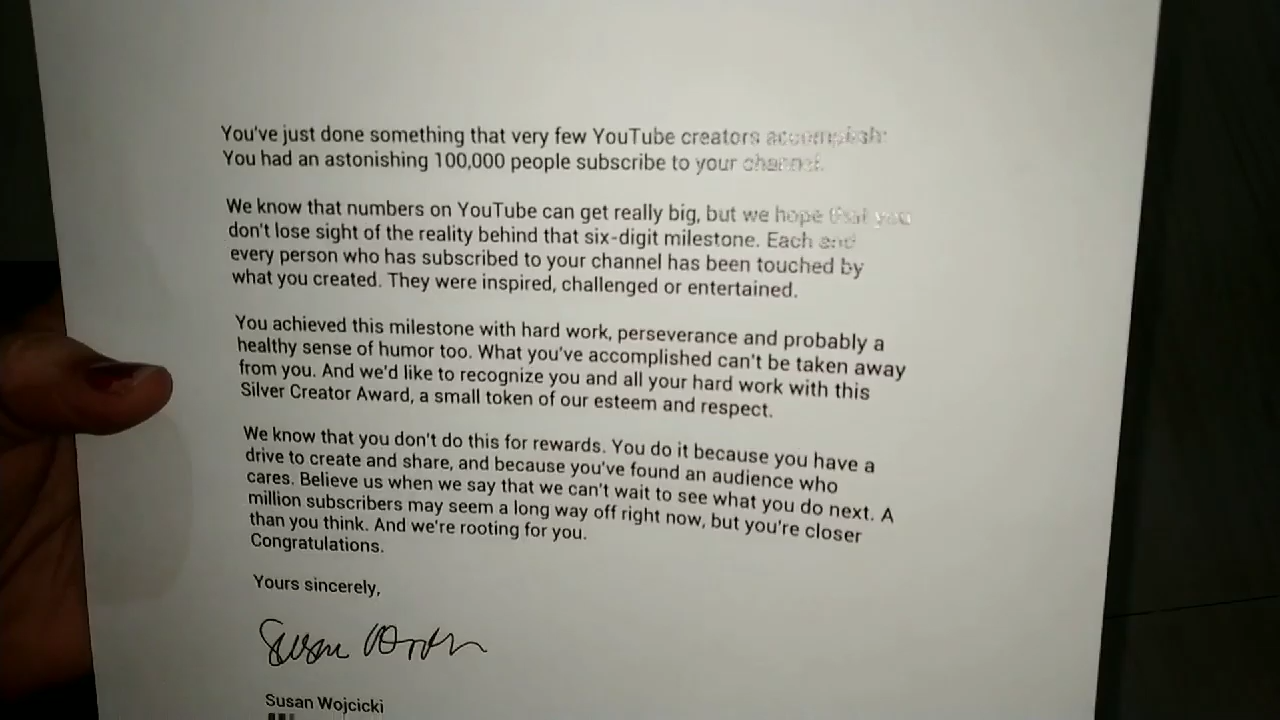 You've just done something that very few YouTube creators accomplish:
You had an astonishing 100,000 people subscribe to your channel.
We know that numbers on YouTube can get really big, but we hope that you
don't lose sight of the reality behind that six-digit milestone. Each and
every person who has subscribed to your channel has been touched by
what you created. They were inspired, challenged or entertained.
You achieved this milestone with hard work, perseverance and probably a
healthy sense of humor too. What you've accomplished can't be taken away
from you. And we'd like to recognize you and all your hard work with this
Silver Creator Award, a small token of our esteem and respect.
We know that you don't do this for rewards. You do it because you have a
drive to create and share, and because you've found an audience who
cares. Believe us when we say that we can't wait to see what you do next. A
million subscribers may seem a long way off right now, but you're closer
than you think. And we're rooting for you.
Congratulations.
Yours sincerely,
Susan Wojcicki